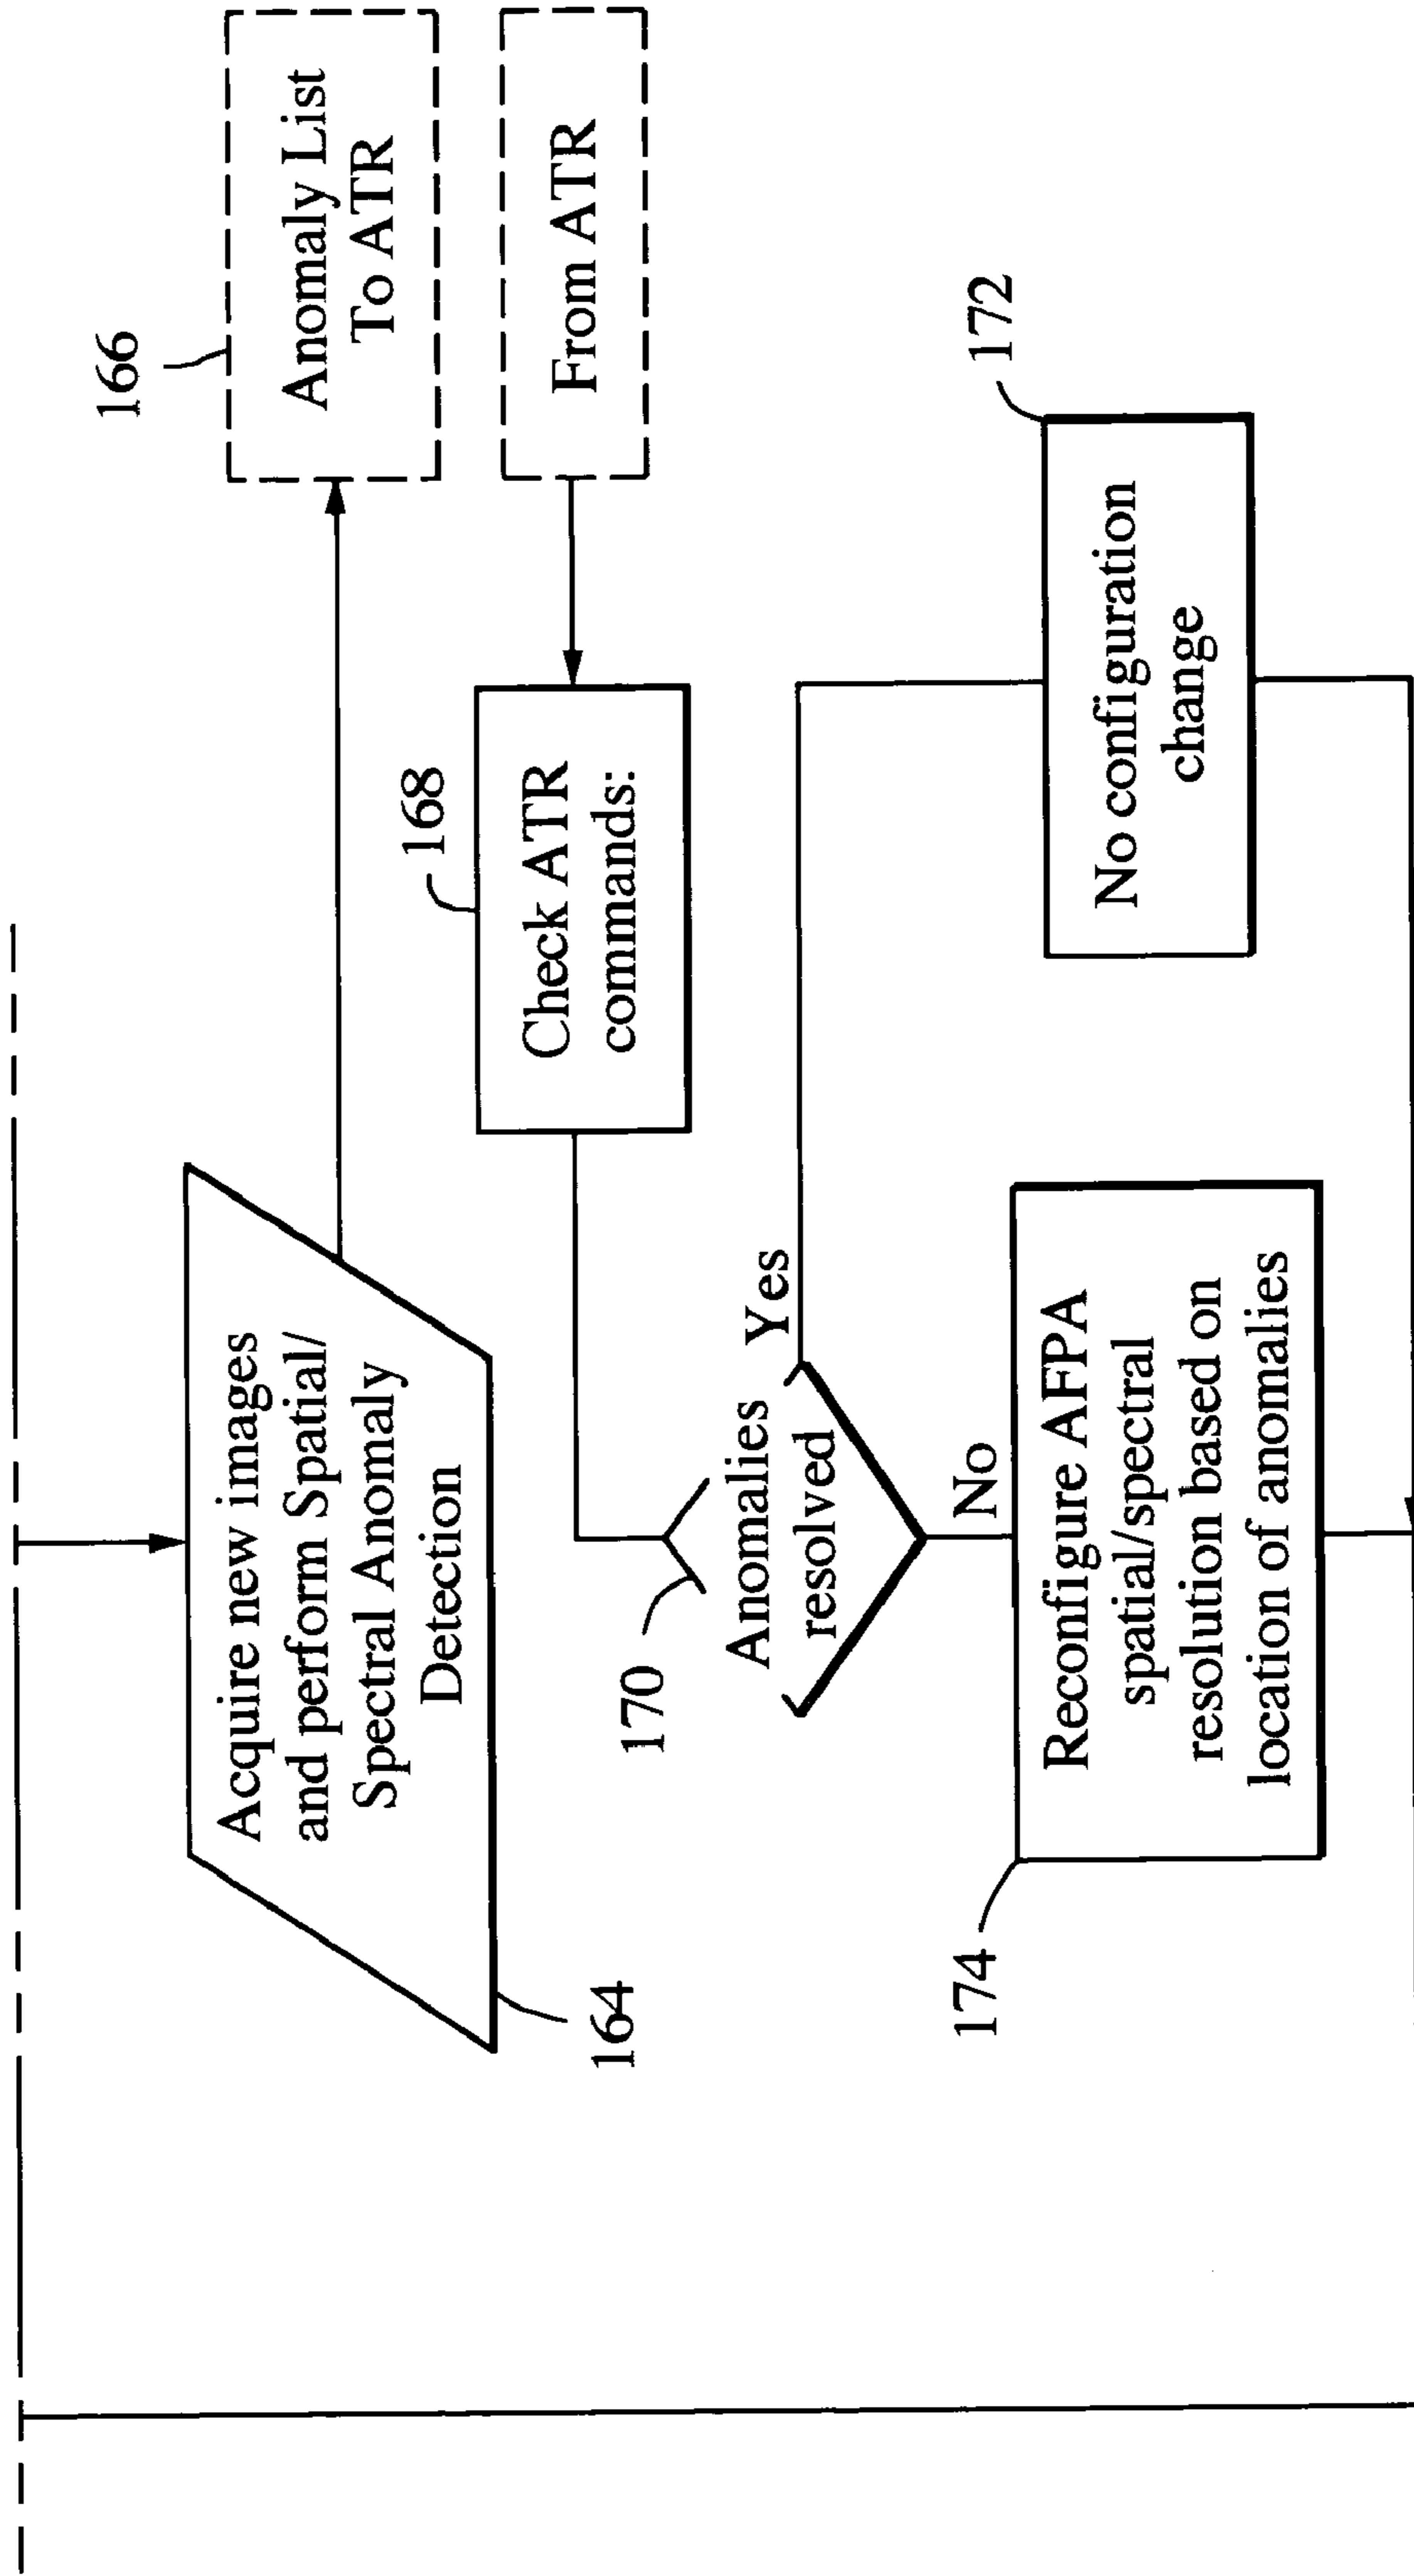 Acquire new images
and perform Spatial/
Spectral Anomaly
Detection
164
166
Anomaly List
To ATR
From ATR
168
Check ATR
commands:
170
Anomalies
resolved
Yes
No
172
No configuration
change
174
Reconfigure AFPA
spatial/spectral
resolution based on
location of anomalies